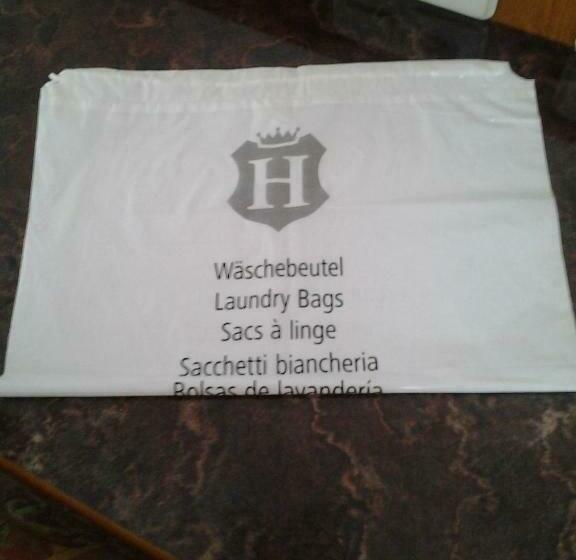 H
Wäschebeutel
Laundry Bags
Sacs à linge
Sacchetti biancheria
Bolsas de lavandería